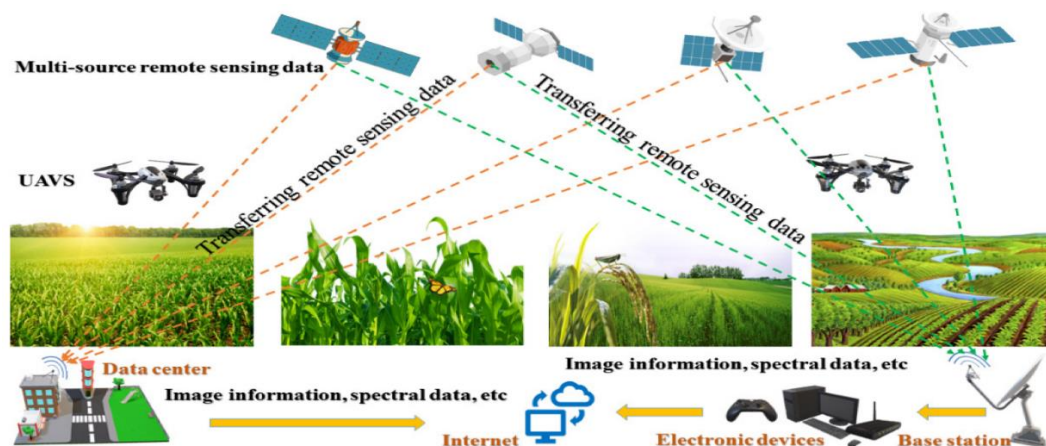 Multi-source remote sensing data
Transferring remote sensing data
Transferring remote sensing data
UAVS
Data center
Image information, spectral data, etc
Image information, spectral data, etc
Internet
Electronic devices
Base station